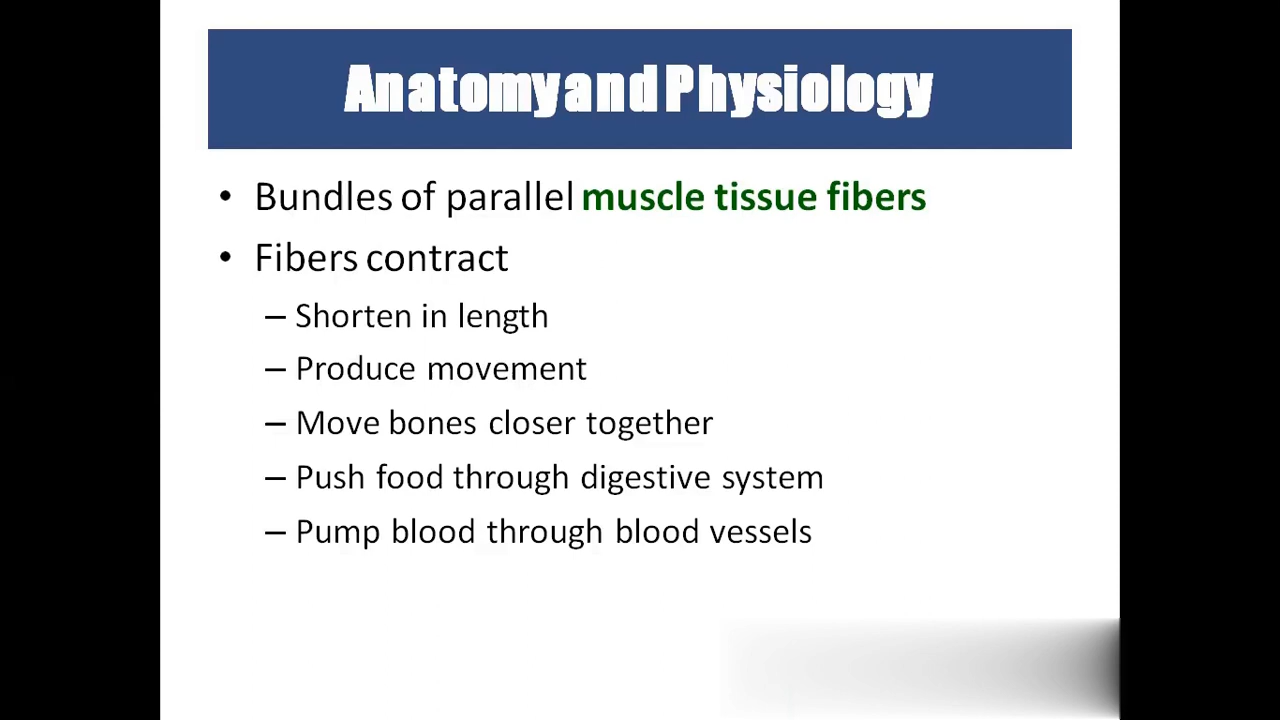 Anatomy and Physiology
• Bundles of parallel muscle tissue fibers
• Fibers contract
– Shorten in length
– Produce movement
– Move bones closer together
– Push food through digestive system
– Pump blood through blood vessels